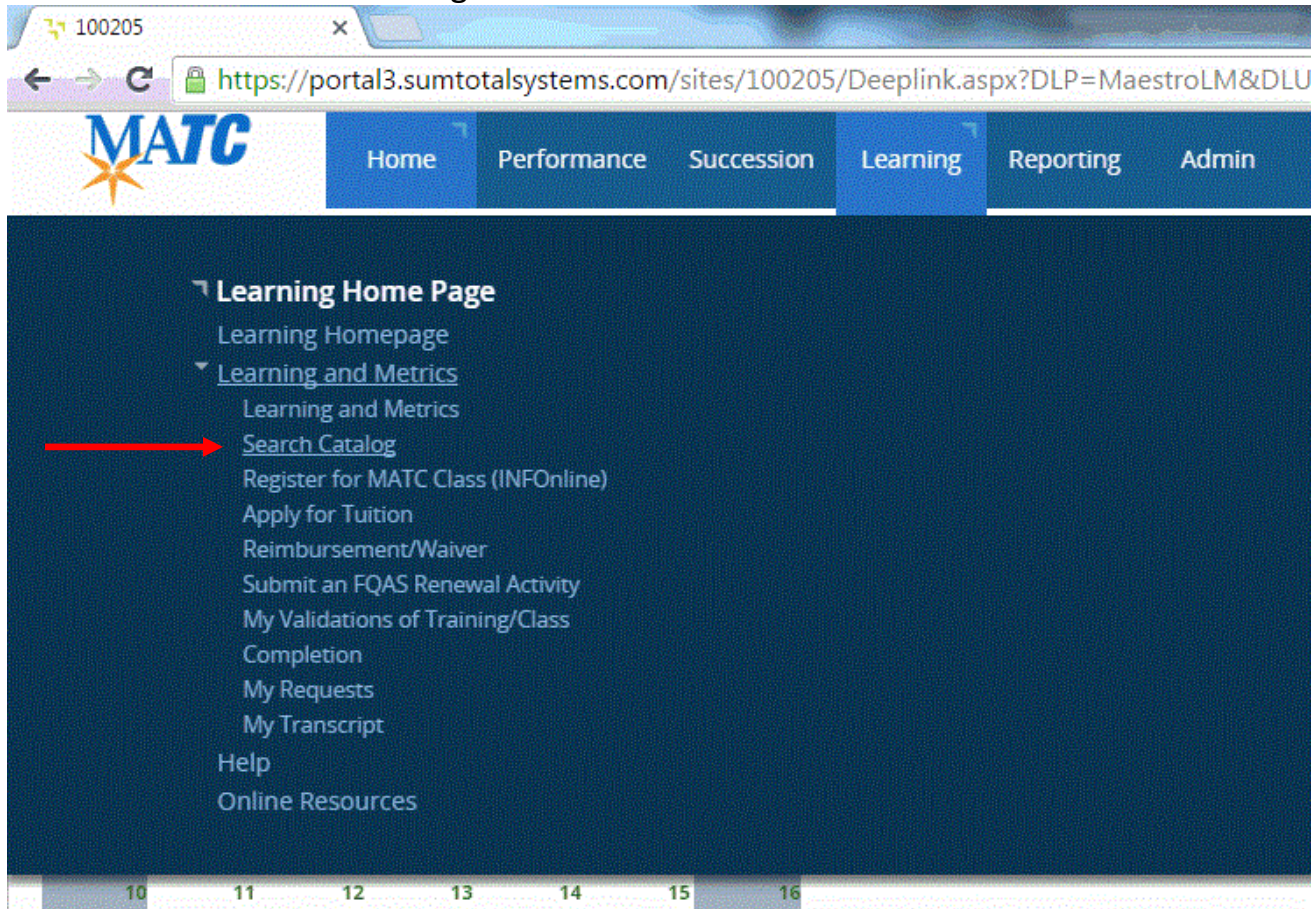 100205 ×
https://portal3.sumtotalsystems.com/sites/100205/Deeplink.aspx?DLP=MaestroLM&DLU
MATC
Home Performance Succession Learning Reporting Admin
Learning Home Page
Learning Homepage
Learning and Metrics
Learning and Metrics
Search Catalog
Register for MATC Class (INFOnline)
Apply for Tuition
Reimbursement/Waiver
Submit an FQAS Renewal Activity
My Validations of Training/Class
Completion
My Requests
My Transcript
Help
Online Resources
10 11 12 13 14 15 16